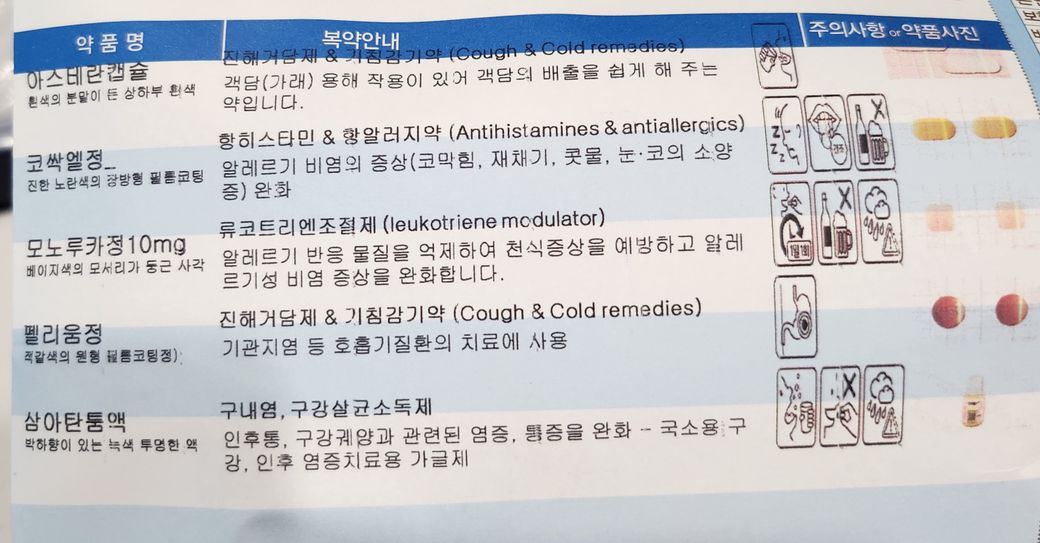 약 품 명
복약안내
주의사항 or 약품사진
아스테란캡슐
흰색의 분말이 든 상하부 흰색
진해거담제 & 기침감기약 (Cough & Cold remedies)
객담(가래) 용해 작용이 있어 객담의 배출을 쉽게 해 주는
약입니다.
코싹엘정_
진한 노란색의 장방형 필름코팅
항히스타민 & 항알러지약 (Antihistamines & antiallergics)
알레르기 비염의 증상(코막힘, 재채기, 콧물, 눈·코의 소양
증) 완화
모노루카정10mg
베이지색의 모서리가 둥근 사각
류코트리엔조절제 (leukotriene modulator)
알레르기 반응 물질을 억제하여 천식증상을 예방하고 알레
르기성 비염 증상을 완화합니다.
1일1회
펠리움정
적갈색의 원형 필름코팅정)
진해거담제 & 기침감기약 (Cough & Cold remedies)
기관지염 등 호흡기질환의 치료에 사용
삼아탄툼액
박하향이 있는 녹색 투명한 액
구내염, 구강살균소독제
인후통, 구강궤양과 관련된 염증, 통증을 완화 - 국소용 구
강, 인후 염증치료용 가글제